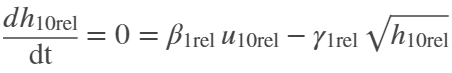 dh₁₀rel/dt = 0 = β₁rel u₁₀rel − γ₁rel √h₁₀rel